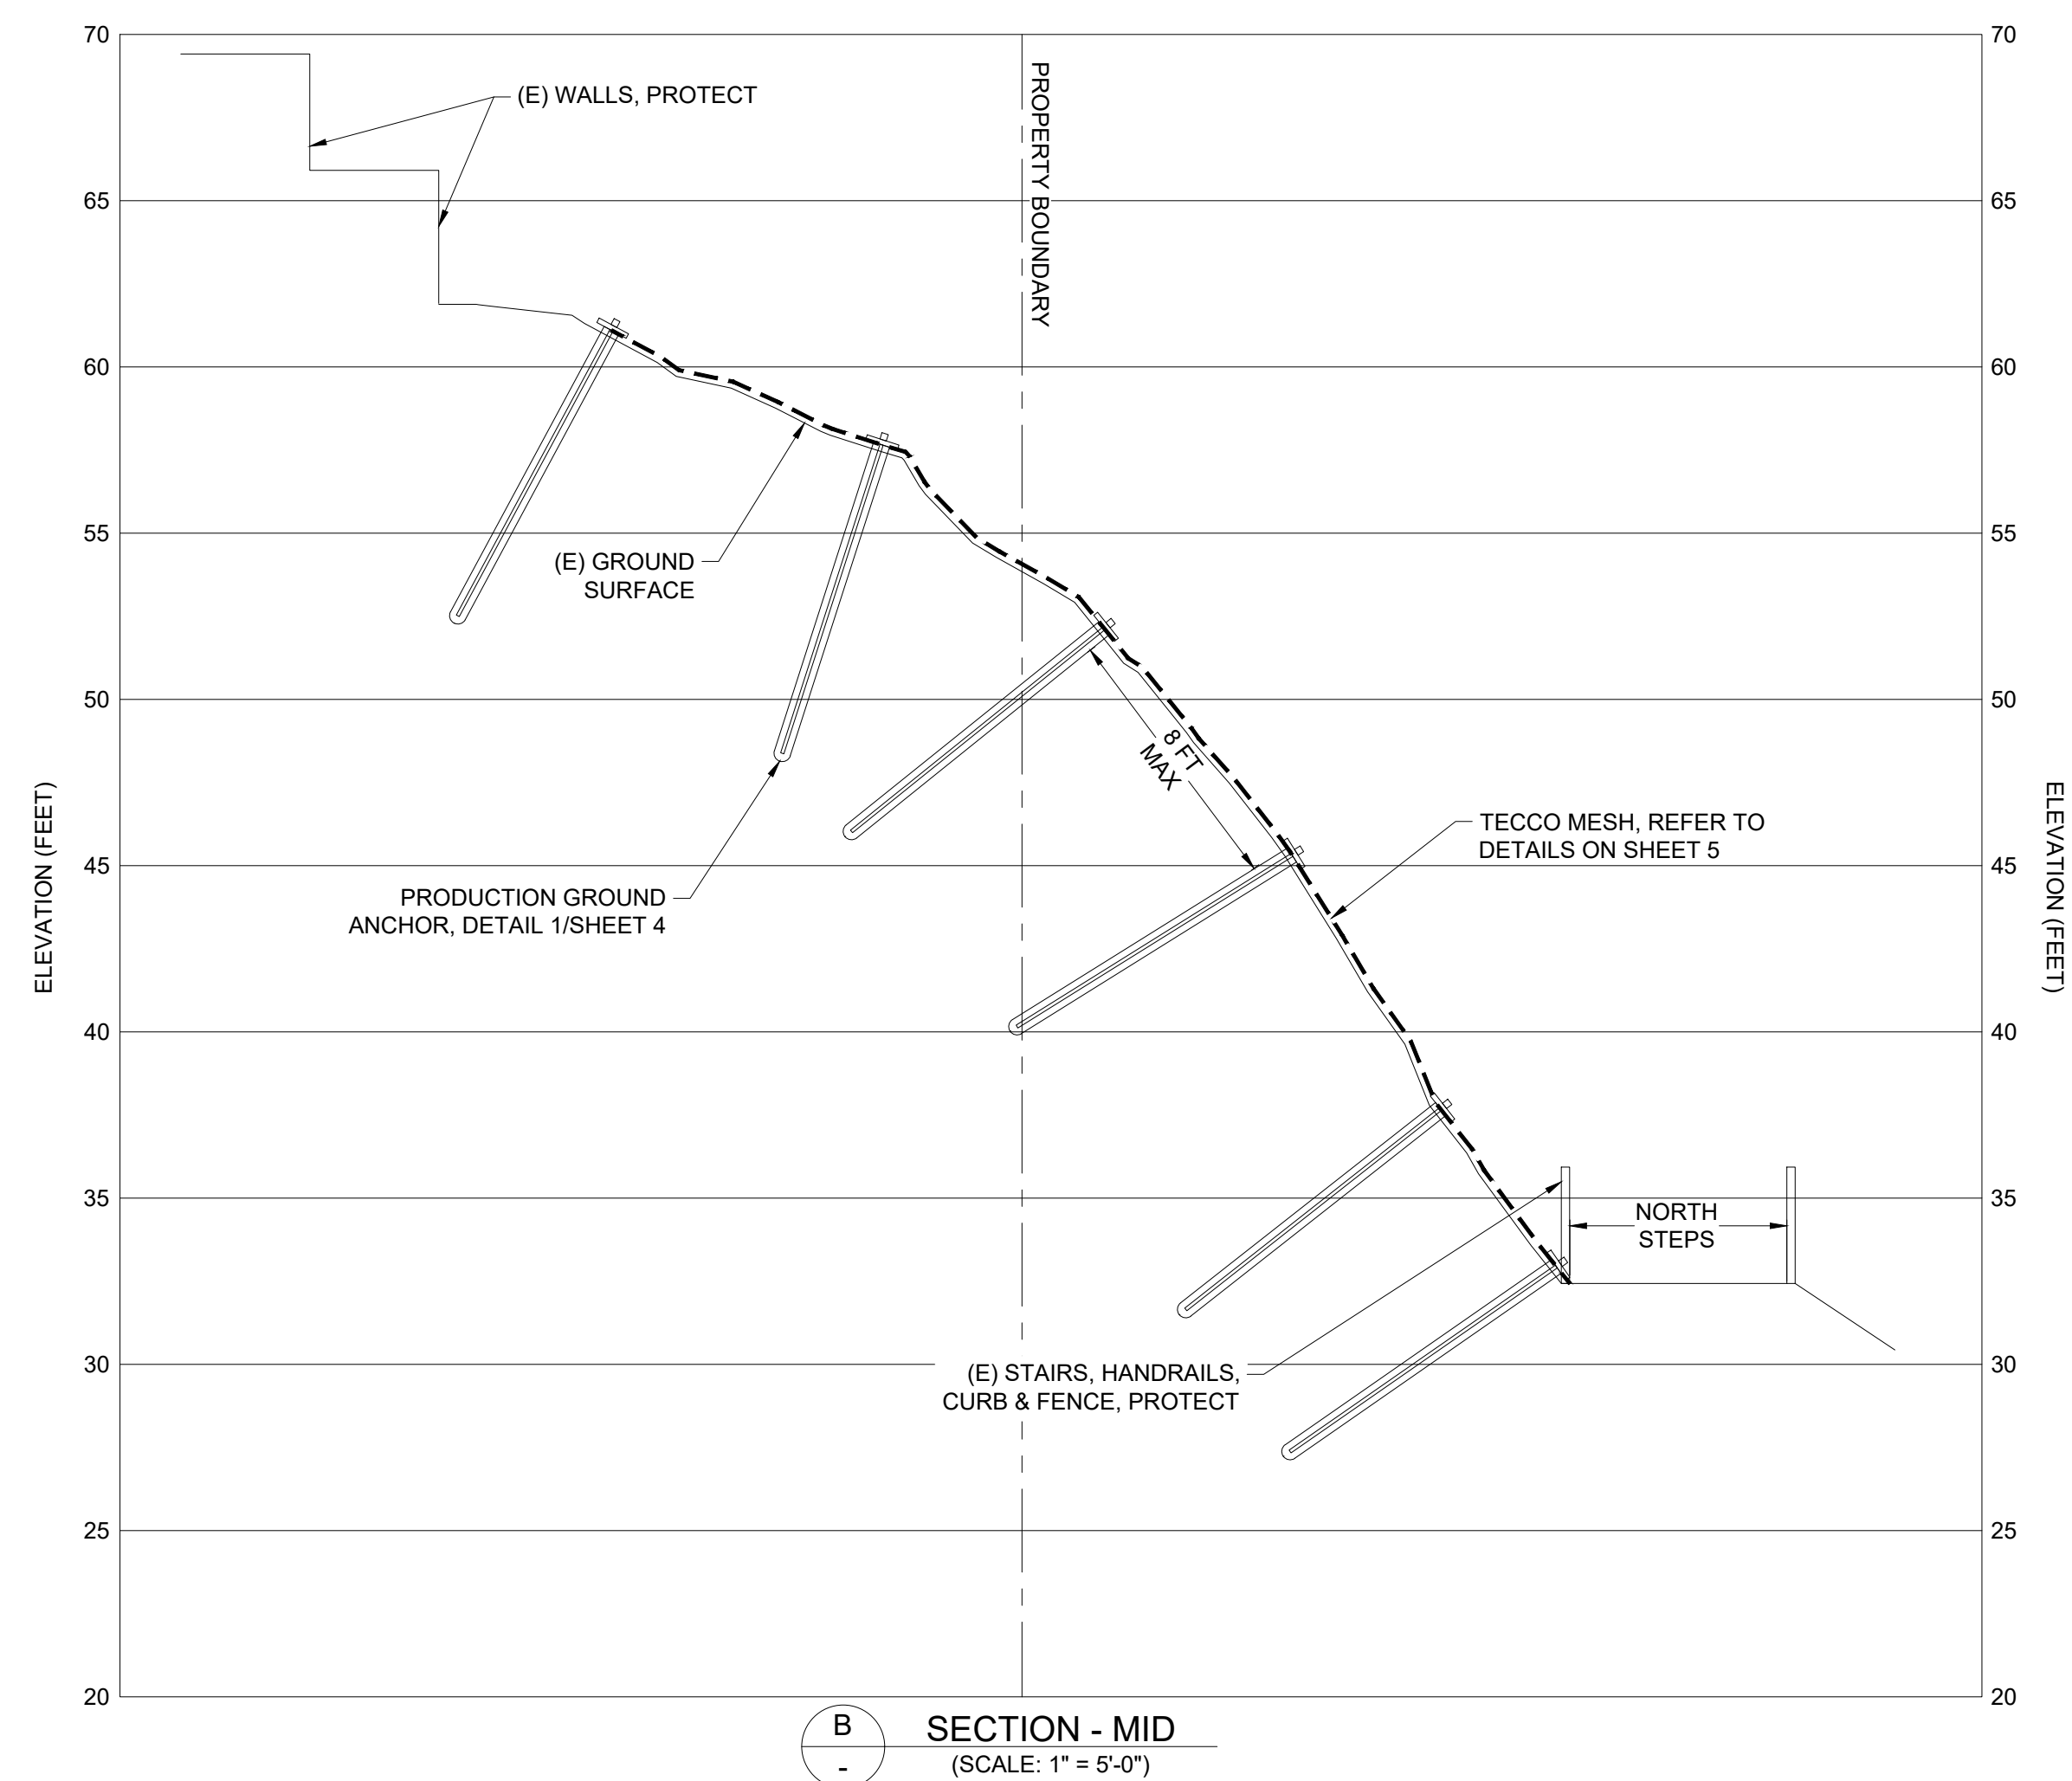 70
70
(E) WALLS, PROTECT
PROPERTY BOUNDARY
65
65
60
60
55
55
(E) GROUND
SURFACE
50
50
8 FT
MAX
ELEVATION (FEET)
ELEVATION (FEET)
TECCO MESH, REFER TO
DETAILS ON SHEET 5
45
45
PRODUCTION GROUND
ANCHOR, DETAIL 1/SHEET 4
40
40
35
35
NORTH
STEPS
30
30
(E) STAIRS, HANDRAILS,
CURB & FENCE, PROTECT
25
25
20
20
B
-
SECTION - MID
(SCALE: 1" = 5'-0")